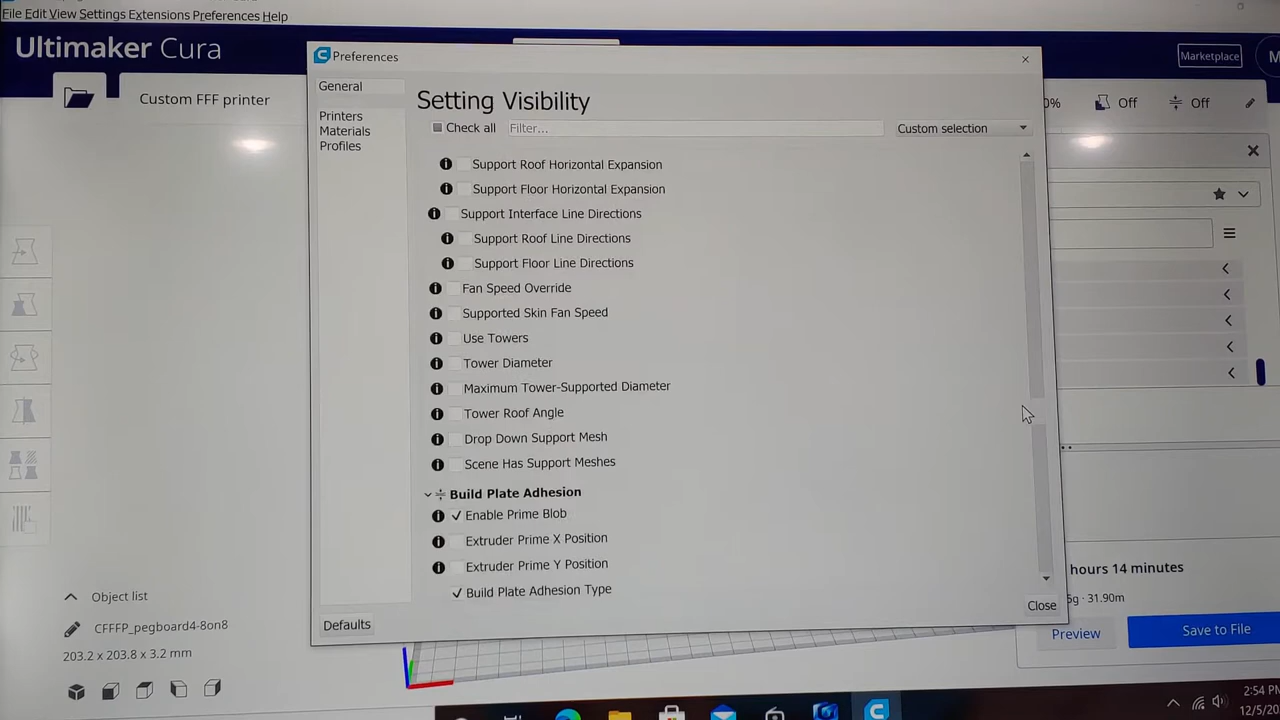 File Edit View Settings Extensions Preferences Help
Ultimaker Cura
Marketplace
Custom FFF printer
0%
Off
Off
Preferences
General
Printers
Materials
Profiles
Setting Visibility
Check all
Filter...
Custom selection
Support Roof Horizontal Expansion
Support Floor Horizontal Expansion
Support Interface Line Directions
Support Roof Line Directions
Support Floor Line Directions
Fan Speed Override
Supported Skin Fan Speed
Use Towers
Tower Diameter
Maximum Tower-Supported Diameter
Tower Roof Angle
Drop Down Support Mesh
Scene Has Support Meshes
Build Plate Adhesion
Enable Prime Blob
Extruder Prime X Position
Extruder Prime Y Position
Build Plate Adhesion Type
Defaults
Close
Object list
CFFFP_pegboard4-8on8
203.2 x 203.8 x 3.2 mm
hours 14 minutes
g · 31.90m
Preview
Save to File
2:54 PM
12/5/20